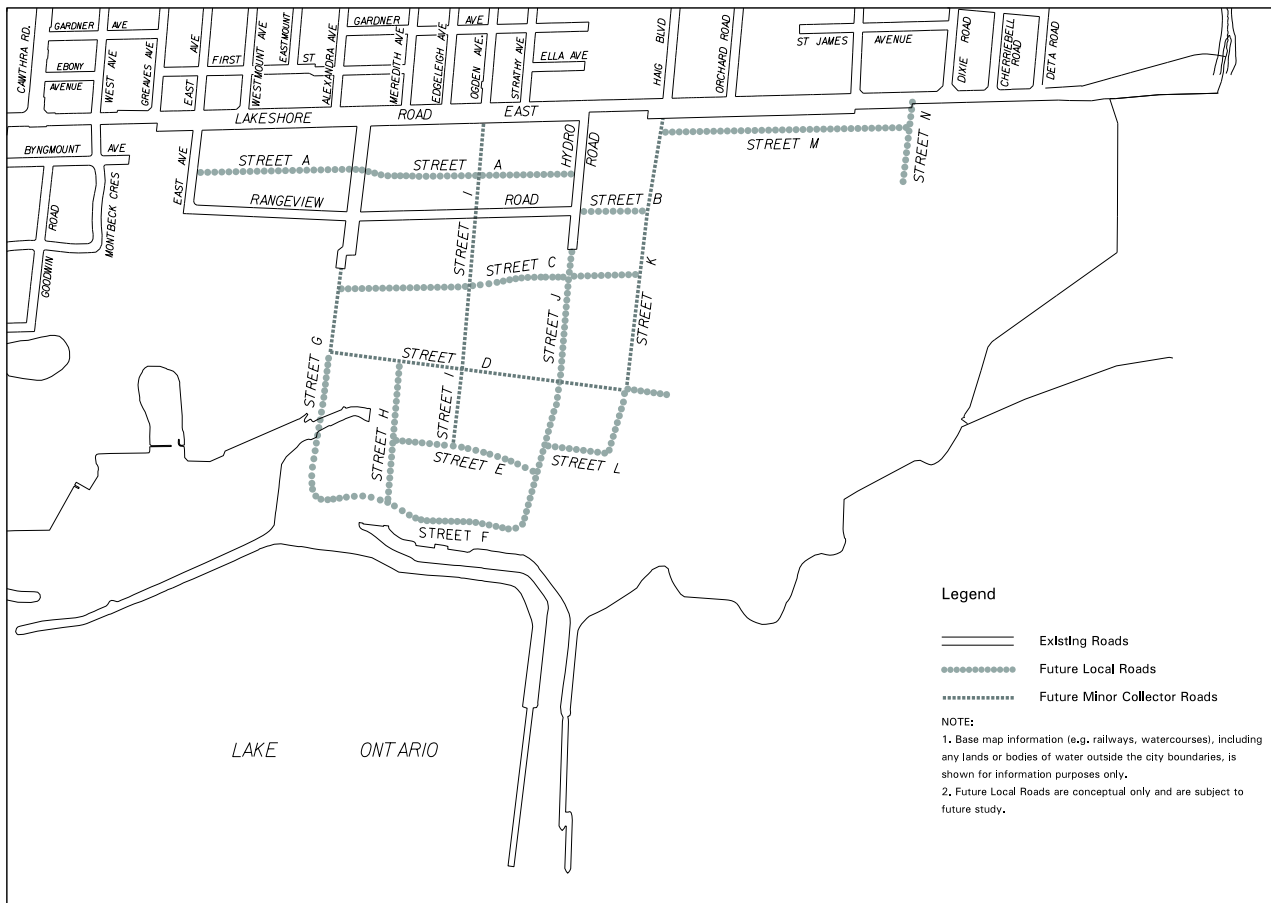 GARDNER AVE
GARDNER AVE
CAWTHRA RD.
EBONY
AVENUE
WEST AVE
GREAVES AVE
EAST AVE
FIRST ST
WESTMOUNT AVE
EASTMOUNT
ALEXANDRA AVE
MEREDITH AVE
EDGELEIGH AVE
OGDEN AVE
STRATHY AVE
ELLA AVE
HAIG BLVD
ORCHARD ROAD
ST JAMES AVENUE
DIXIE ROAD
CHERRIEBELL
ROAD
DETA ROAD
LAKESHORE ROAD EAST
BYNGMOUNT AVE
EAST AVE
MONTBECK CRES
GOODWIN ROAD
STREET A
STREET A
HYDRO ROAD
STREET M
STREET N
RANGEVIEW ROAD
STREET B
STREET I
STREET C
STREET K
STREET J
STREET G
STREET D
STREET I
STREET H
STREET E
STREET L
STREET F
LAKE ONTARIO
Legend
Existing Roads
Future Local Roads
Future Minor Collector Roads
NOTE:
1. Base map information (e.g. railways, watercourses), including
any lands or bodies of water outside the city boundaries, is
shown for information purposes only.
2. Future Local Roads are conceptual only and are subject to
future study.